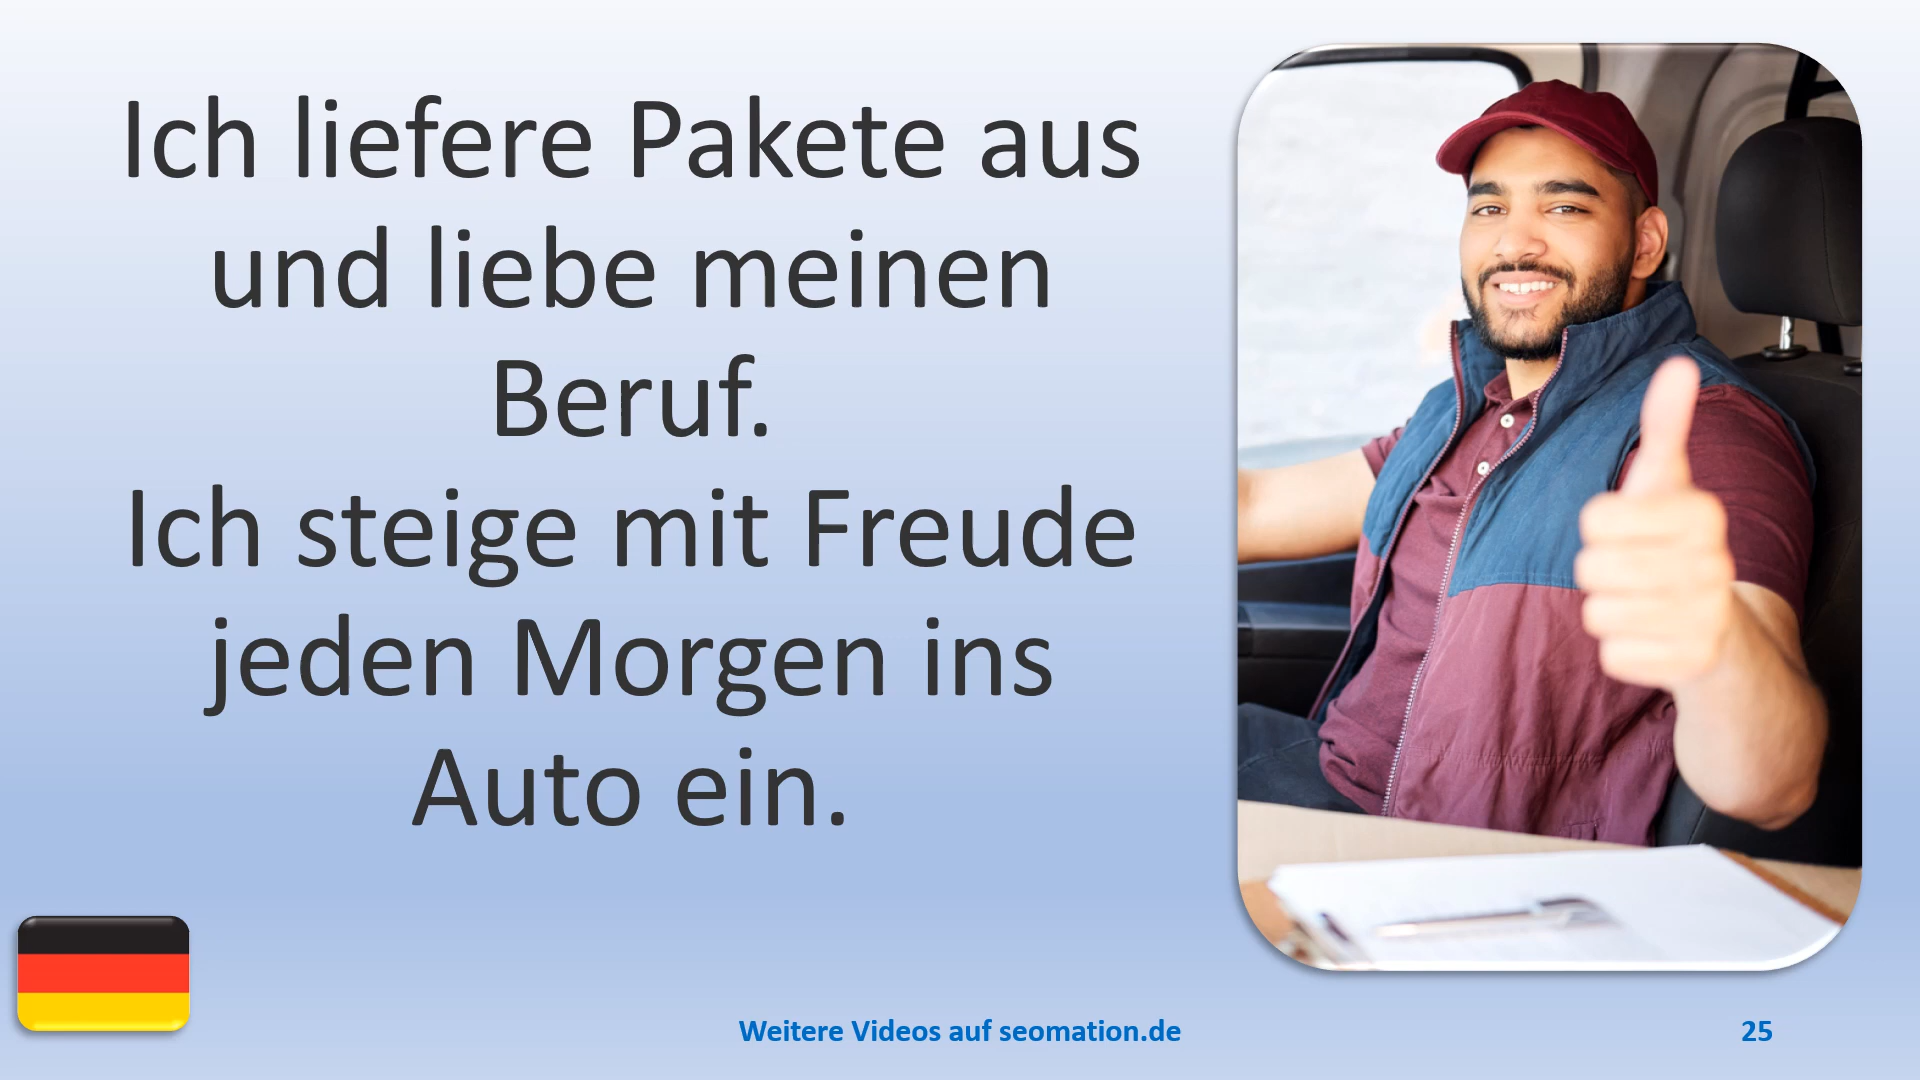 Ich liefere Pakete aus
und liebe meinen
Beruf.
Ich steige mit Freude
jeden Morgen ins
Auto ein.
Weitere Videos auf seomation.de
25